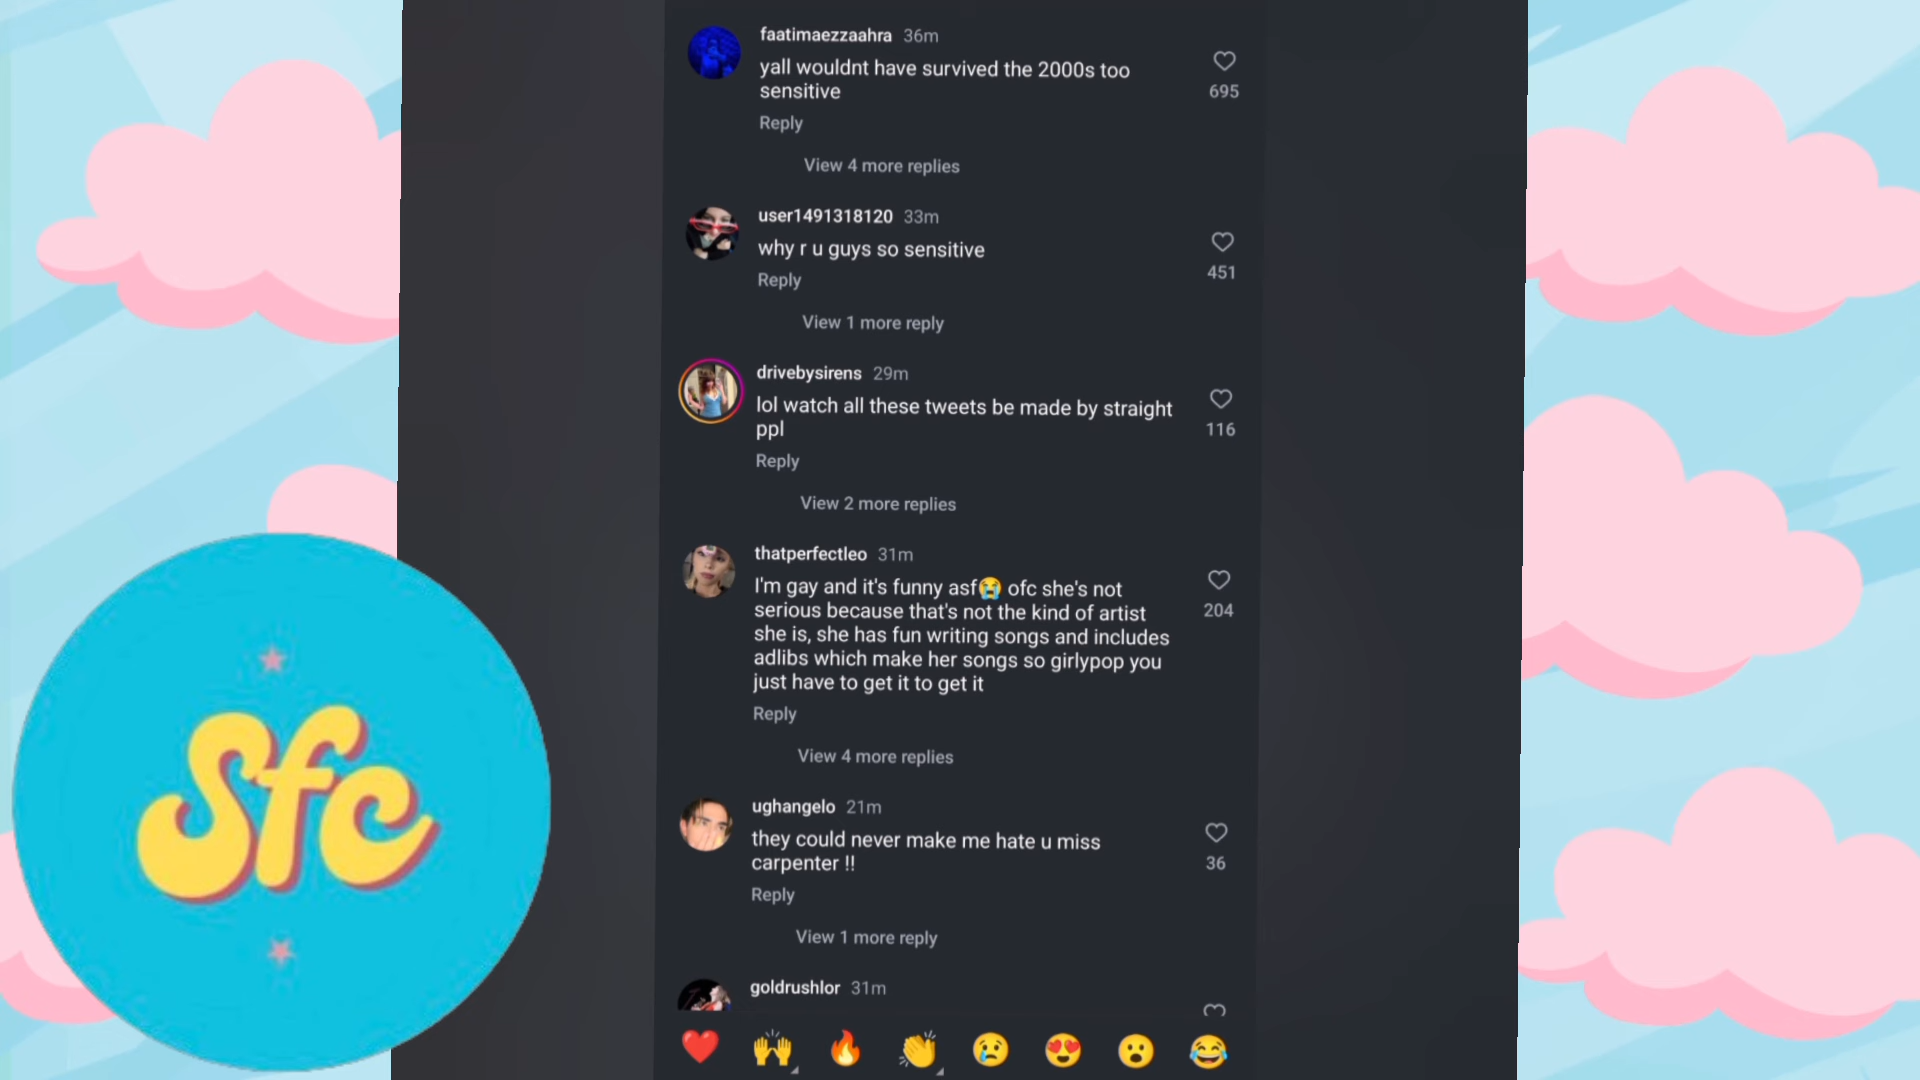 faatimaezzaahra 36m
yall wouldnt have survived the 2000s too
sensitive
695
Reply
View 4 more replies
user1491318120 33m
why r u guys so sensitive
451
Reply
View 1 more reply
drivebysirens 29m
lol watch all these tweets be made by straight
ppl
116
Reply
View 2 more replies
thatperfectleo 31m
I'm gay and it's funny asf😭 ofc she's not
serious because that's not the kind of artist
she is, she has fun writing songs and includes
adlibs which make her songs so girlypop you
just have to get it to get it
204
Reply
View 4 more replies
ughangelo 21m
they could never make me hate u miss
carpenter !!
36
Reply
View 1 more reply
goldrushlor 31m
Sfc